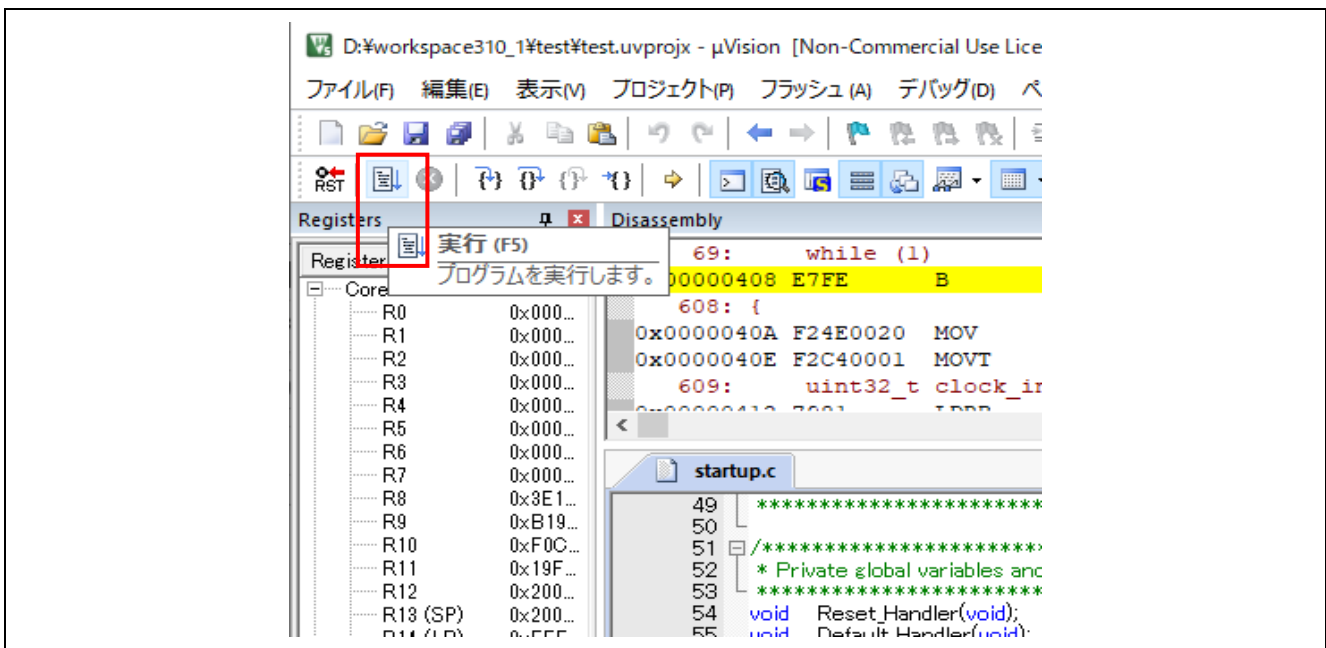 D:¥workspace310_1¥test¥test.uvprojx - µVision [Non-Commercial Use Lice
ファイル(F) 編集(E) 表示(V) プロジェクト(P) フラッシュ (A) デバッグ(D) ペ
RST
Registers
Disassembly
実行 (F5)
プログラムを実行します。
Register
Core
R0 0x000...
R1 0x000...
R2 0x000...
R3 0x000...
R4 0x000...
R5 0x000...
R6 0x000...
R7 0x000...
R8 0x3E1...
R9 0xB19...
R10 0xF0C...
R11 0x19F...
R12 0x200...
R13 (SP) 0x200...
R14 (LR)
69: while (1)
00000408 E7FE B
608: {
0x0000040A F24E0020 MOV
0x0000040E F2C40001 MOVT
609: uint32_t clock_in
startup.c
49 *****************************
50
51 /****************************
52 * Private global variables and
53 *****************************
54 void Reset_Handler(void);
55 void Default_Handler(void);